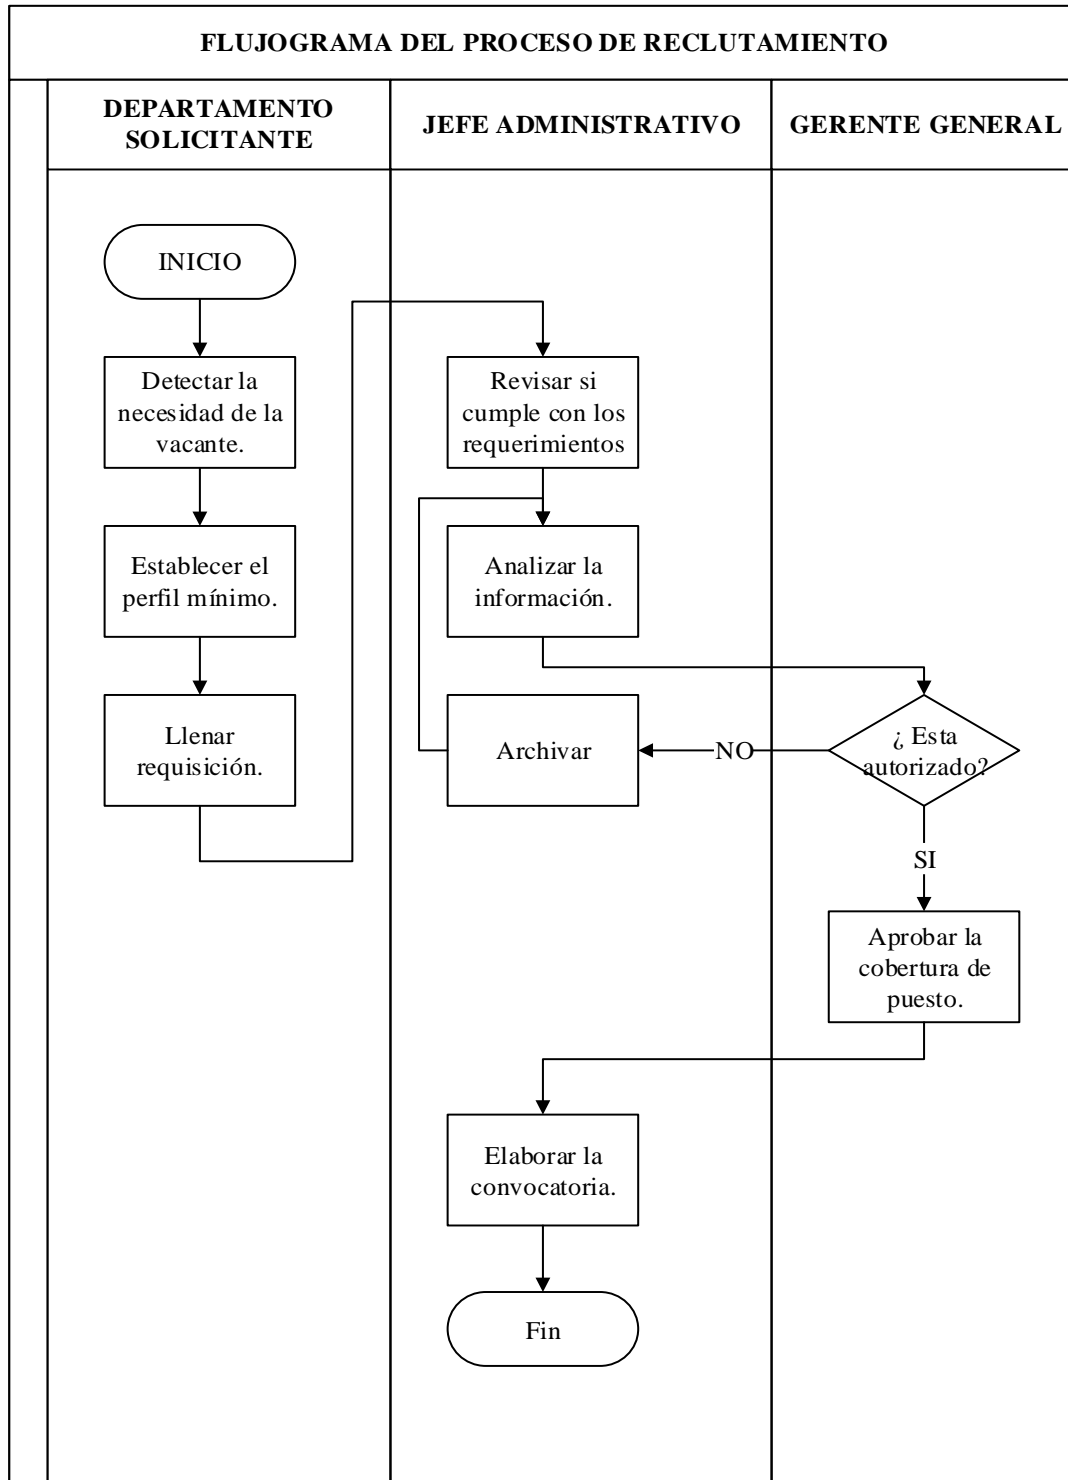 FLUJOGRAMA DEL PROCESO DE RECLUTAMIENTO
DEPARTAMENTO
SOLICITANTE
JEFE ADMINISTRATIVO
GERENTE GENERAL
INICIO
Detectar la
necesidad de la
vacante.
Establecer el
perfil mínimo.
Llenar
requisición.
Revisar si
cumple con los
requerimientos
Analizar la
información.
Archivar
NO
¿ Esta
autorizado?
SI
Aprobar la
cobertura de
puesto.
Elaborar la
convocatoria.
Fin